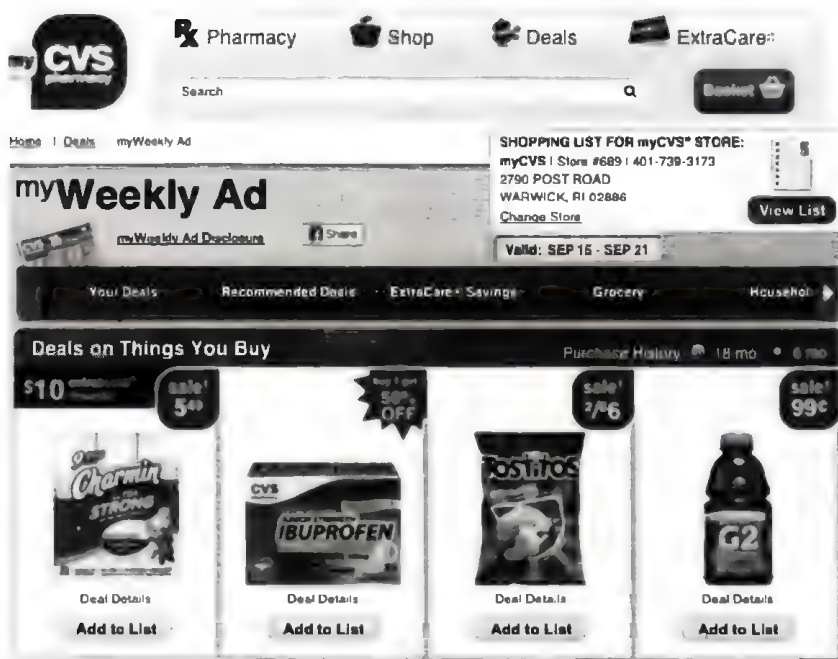 my CVS
pharmacy
Rx Pharmacy
Shop
Deals
ExtraCare
Search
Basket
Home | Deals myWeekly Ad
myWeekly Ad
myWeekly Ad Disclosure
Share
SHOPPING LIST FOR myCVS® STORE:
myCVS | Store #689 | 401-739-3173
2790 POST ROAD
WARWICK, RI 02886
Change Store
View List
Valid: SEP 15 - SEP 21
Your Deals
Recommended Deals
ExtraCare Savings
Grocery
Househol
Deals on Things You Buy
Purchase History 18 mo 6 mo
$10
sale!
5 49
Charmin
STRONG
Deal Details
Add to List
Buy 1 get
50% OFF
CVS
IBUPROFEN
Deal Details
Add to List
sale!
2/$6
TOSTITOS
Deal Details
Add to List
sale!
99¢
G2
Deal Details
Add to List